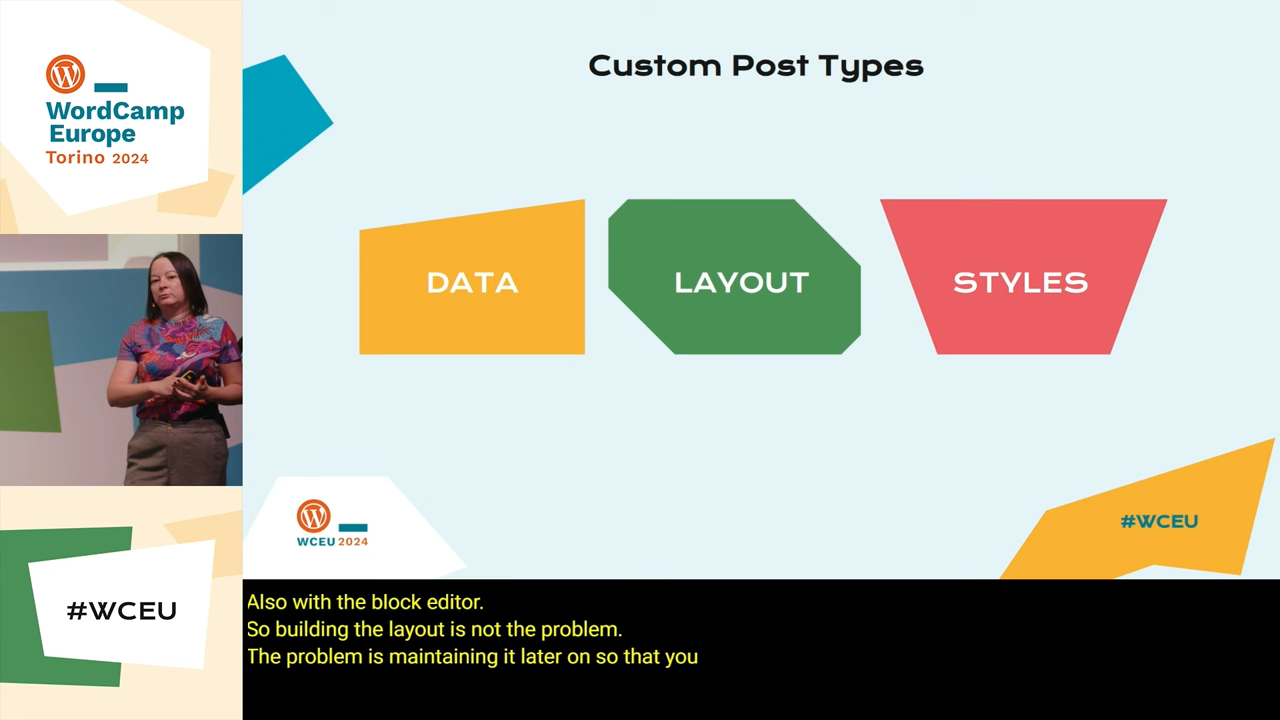 WordCamp
Europe
Torino 2024
#WCEU
Custom Post Types
DATA
LAYOUT
STYLES
WCEU 2024
#WCEU
Also with the block editor.
So building the layout is not the problem.
The problem is maintaining it later on so that you